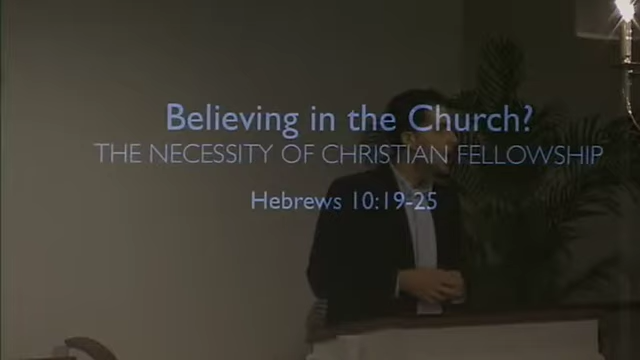 Believing in the Church?
THE NECESSITY OF CHRISTIAN FELLOWSHIP
Hebrews 10:19-25